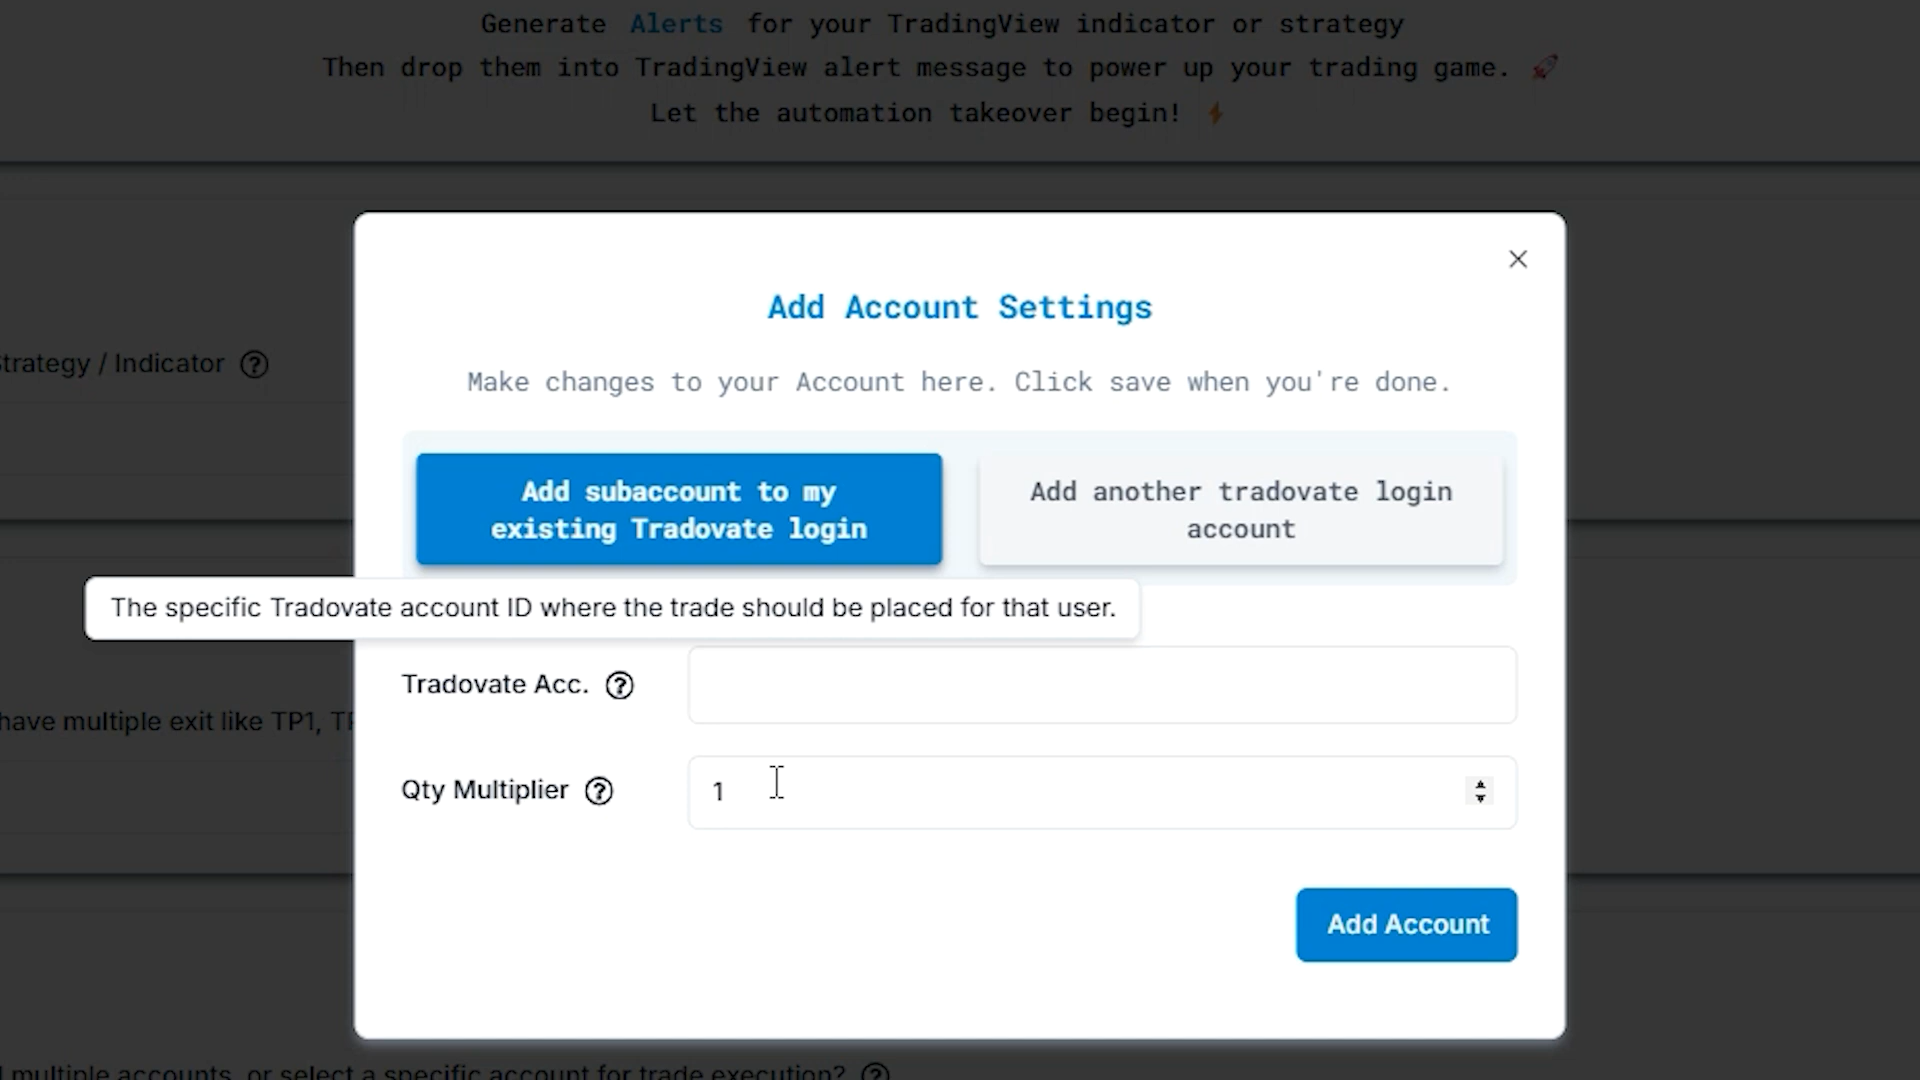 Generate Alerts for your TradingView indicator or strategy
Then drop them into TradingView alert message to power up your trading game. 🚀
Let the automation takeover begin! ⚡
Add Account Settings
Make changes to your Account here. Click save when you're done.
Strategy / Indicator
Add subaccount to my
existing Tradovate login
Add another tradovate login
account
The specific Tradovate account ID where the trade should be placed for that user.
Tradovate Acc.
have multiple exit like TP1,
Qty Multiplier
1
Add Account
multiple accounts, or select a specific account for trade execution?